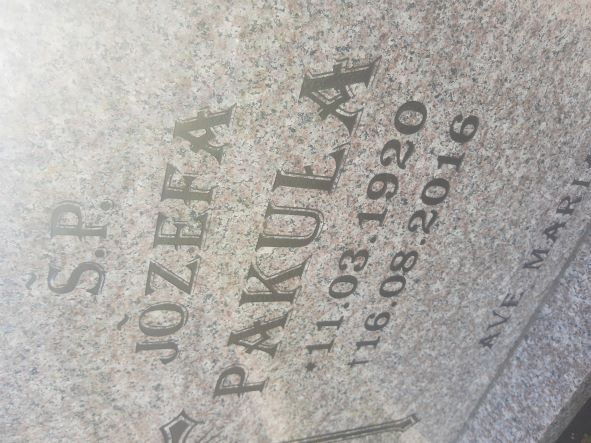 Ś.P.
JÓZEFA
PAKUŁA
*11.03.1920
†16.08.2016
AVE MARIA